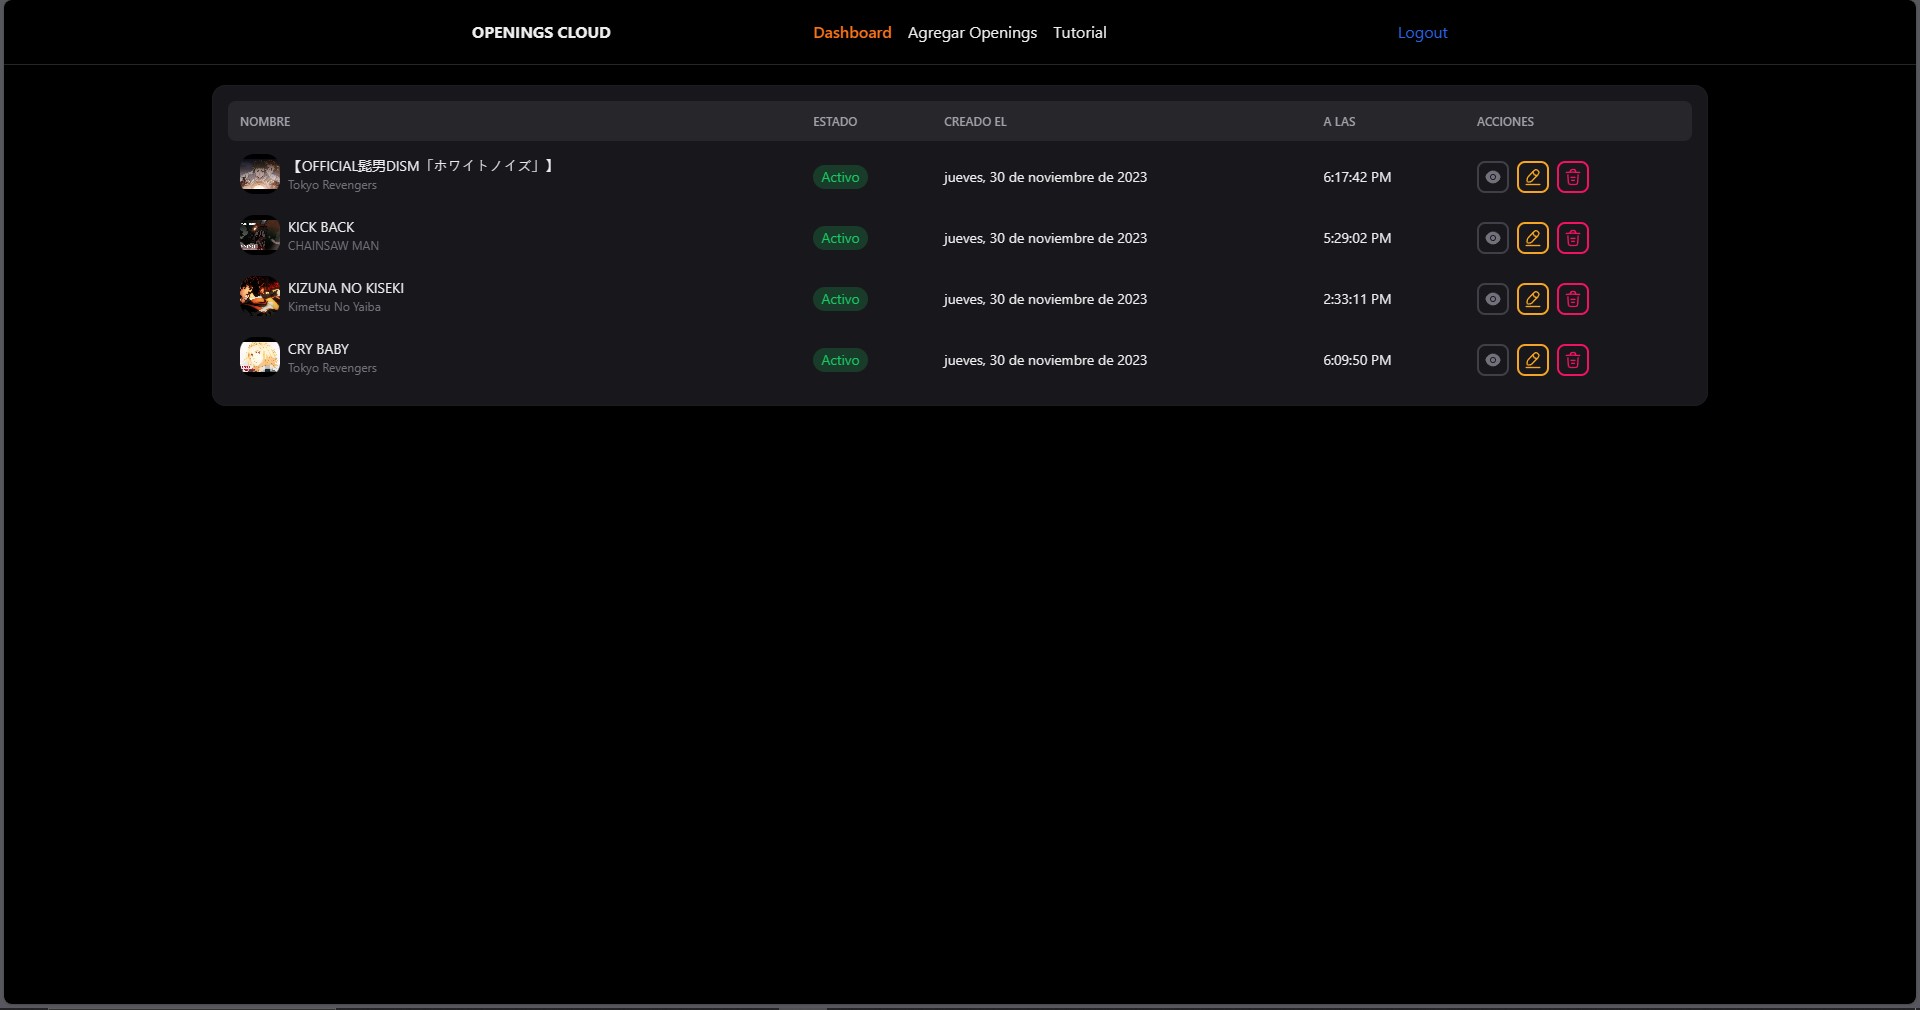 OPENINGS CLOUD
Dashboard Agregar Openings Tutorial
Logout
NOMBRE ESTADO CREADO EL A LAS ACCIONES
【OFFICIAL髭男DISM「ホワイトノイズ」】
Tokyo Revengers
Activo jueves, 30 de noviembre de 2023 6:17:42 PM
KICK BACK
CHAINSAW MAN
Activo jueves, 30 de noviembre de 2023 5:29:02 PM
KIZUNA NO KISEKI
Kimetsu No Yaiba
Activo jueves, 30 de noviembre de 2023 2:33:11 PM
CRY BABY
Tokyo Revengers
Activo jueves, 30 de noviembre de 2023 6:09:50 PM